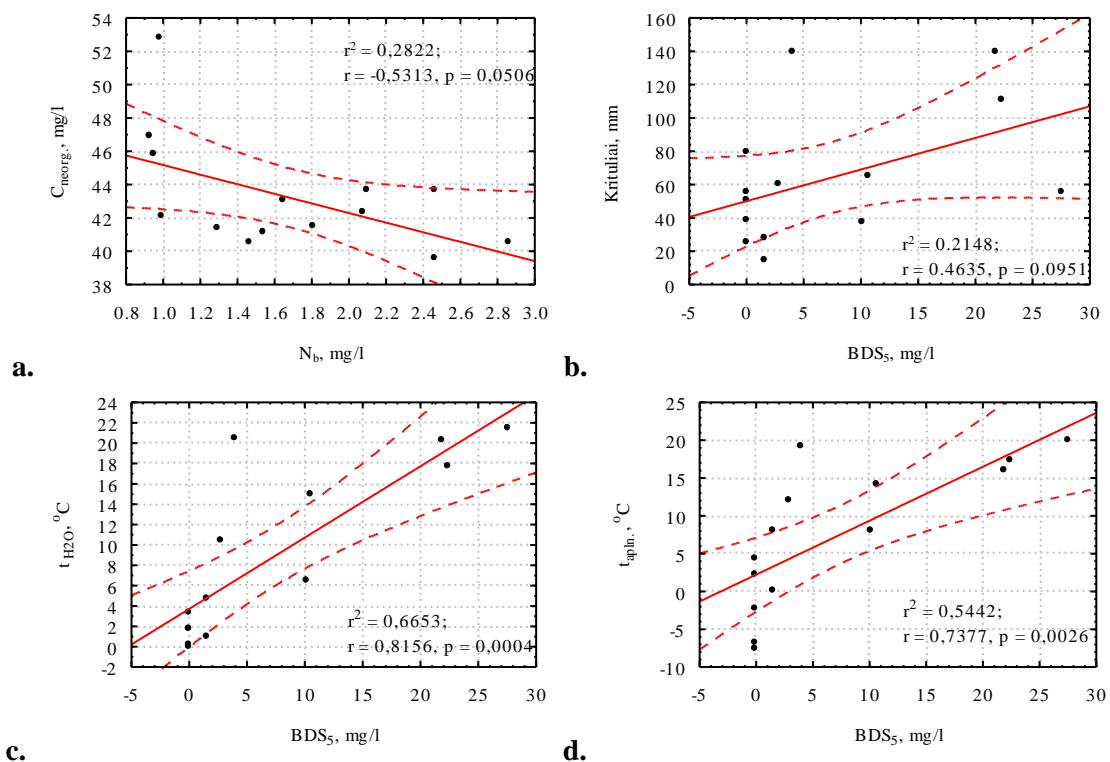 54
52
50
48
46
44
42
40
38
C_neorg., mg/l
r² = 0,2822;
r = -0,5313, p = 0,0506
0.8 1.0 1.2 1.4 1.6 1.8 2.0 2.2 2.4 2.6 2.8 3.0
N_b, mg/l
a.
160
140
120
100
80
60
40
20
0
Krituliai, mm
r² = 0.2148;
r = 0.4635, p = 0.0951
-5 0 5 10 15 20 25 30
BDS₅, mg/l
b.
24
22
20
18
16
14
12
10
8
6
4
2
0
-2
t_H2O, °C
r² = 0,6653;
r = 0,8156, p = 0,0004
-5 0 5 10 15 20 25 30
BDS₅, mg/l
c.
25
20
15
10
5
0
-5
-10
t_apln., °C
r² = 0,5442;
r = 0,7377, p = 0,0026
-5 0 5 10 15 20 25 30
BDS₅, mg/l
d.